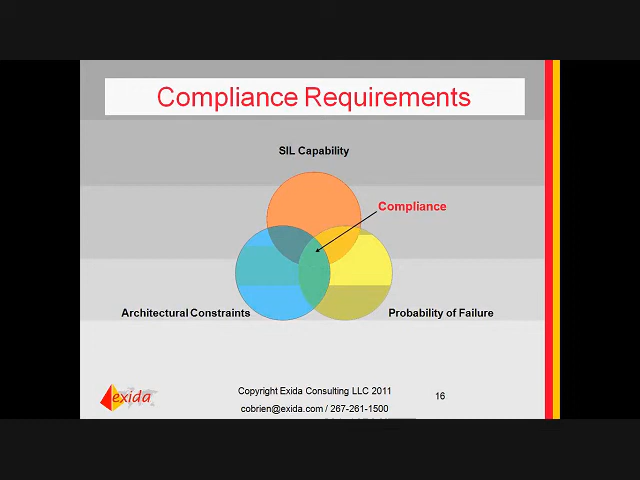 Compliance Requirements
SIL Capability
Compliance
Architectural Constraints
Probability of Failure
exida
Copyright Exida Consulting LLC 2011
16
cobrien@exida.com / 267-261-1500